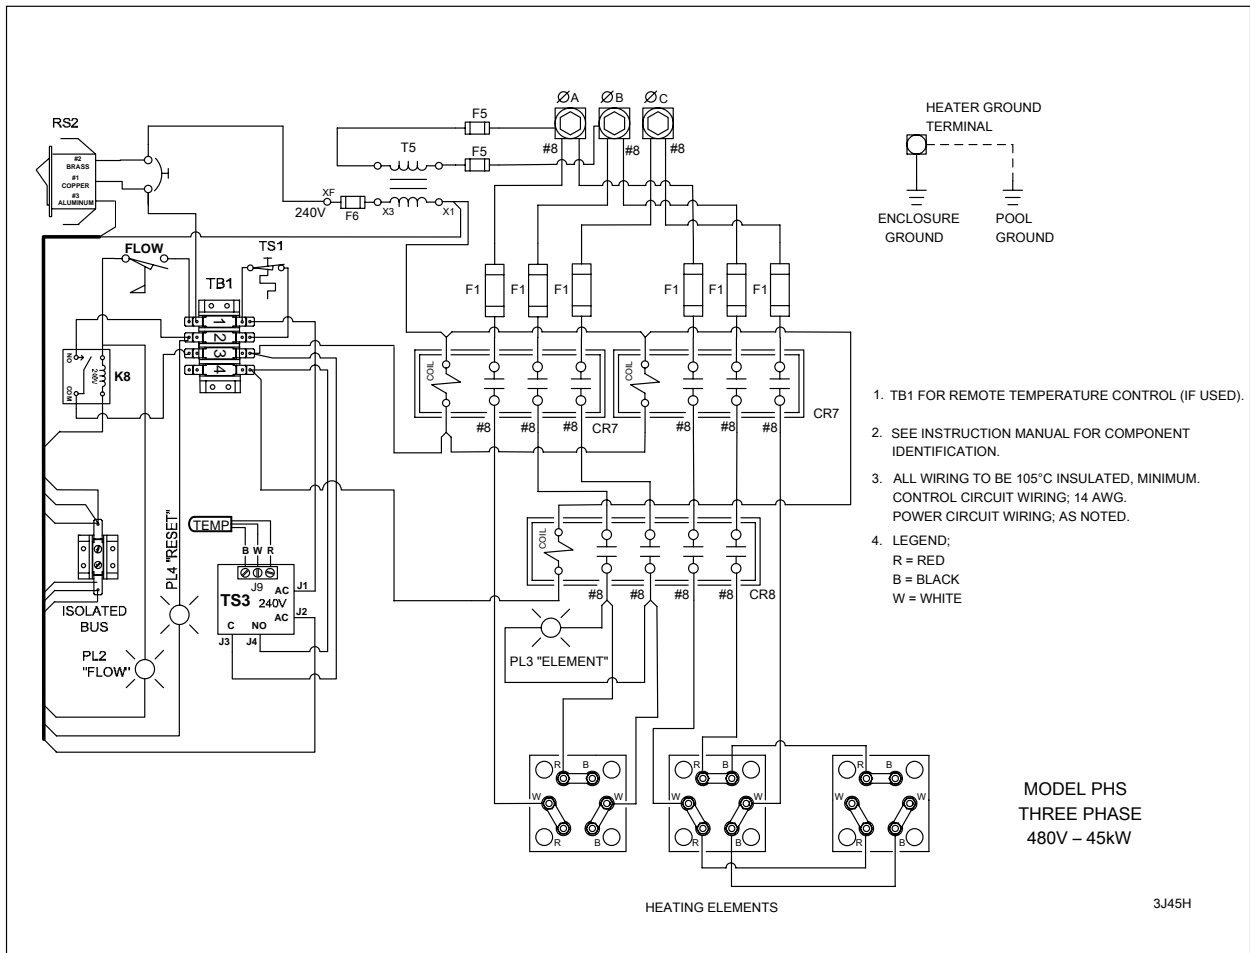 RS2
#2
BRASS
#1
COPPER
#3
ALUMINUM
F5
F5
T5
XF
240V
F6
X3
X1
ØA
ØB
ØC
#8
#8
#8
HEATER GROUND
TERMINAL
ENCLOSURE
GROUND
POOL
GROUND
FLOW
TS1
TB1
1
2
3
4
NO
COM
240V
K8
F1
F1
F1
F1
F1
F1
COIL
COIL
#8
#8
#8
CR7
#8
#8
#8
CR7
1. TB1 FOR REMOTE TEMPERATURE CONTROL (IF USED).
2. SEE INSTRUCTION MANUAL FOR COMPONENT
IDENTIFICATION.
3. ALL WIRING TO BE 105°C INSULATED, MINIMUM.
CONTROL CIRCUIT WIRING; 14 AWG.
POWER CIRCUIT WIRING; AS NOTED.
4. LEGEND;
R = RED
B = BLACK
W = WHITE
ISOLATED
BUS
PL2
"FLOW"
PL4 "RESET"
TEMP
B W R
J9
TS3
240V
AC
J1
AC
J2
C
NO
J3
J4
COIL
#8
#8
#8
#8
CR8
PL3 "ELEMENT"
R
B
W
W
R
B
R
B
W
W
R
B
R
B
W
W
R
B
HEATING ELEMENTS
MODEL PHS
THREE PHASE
480V – 45kW
3J45H